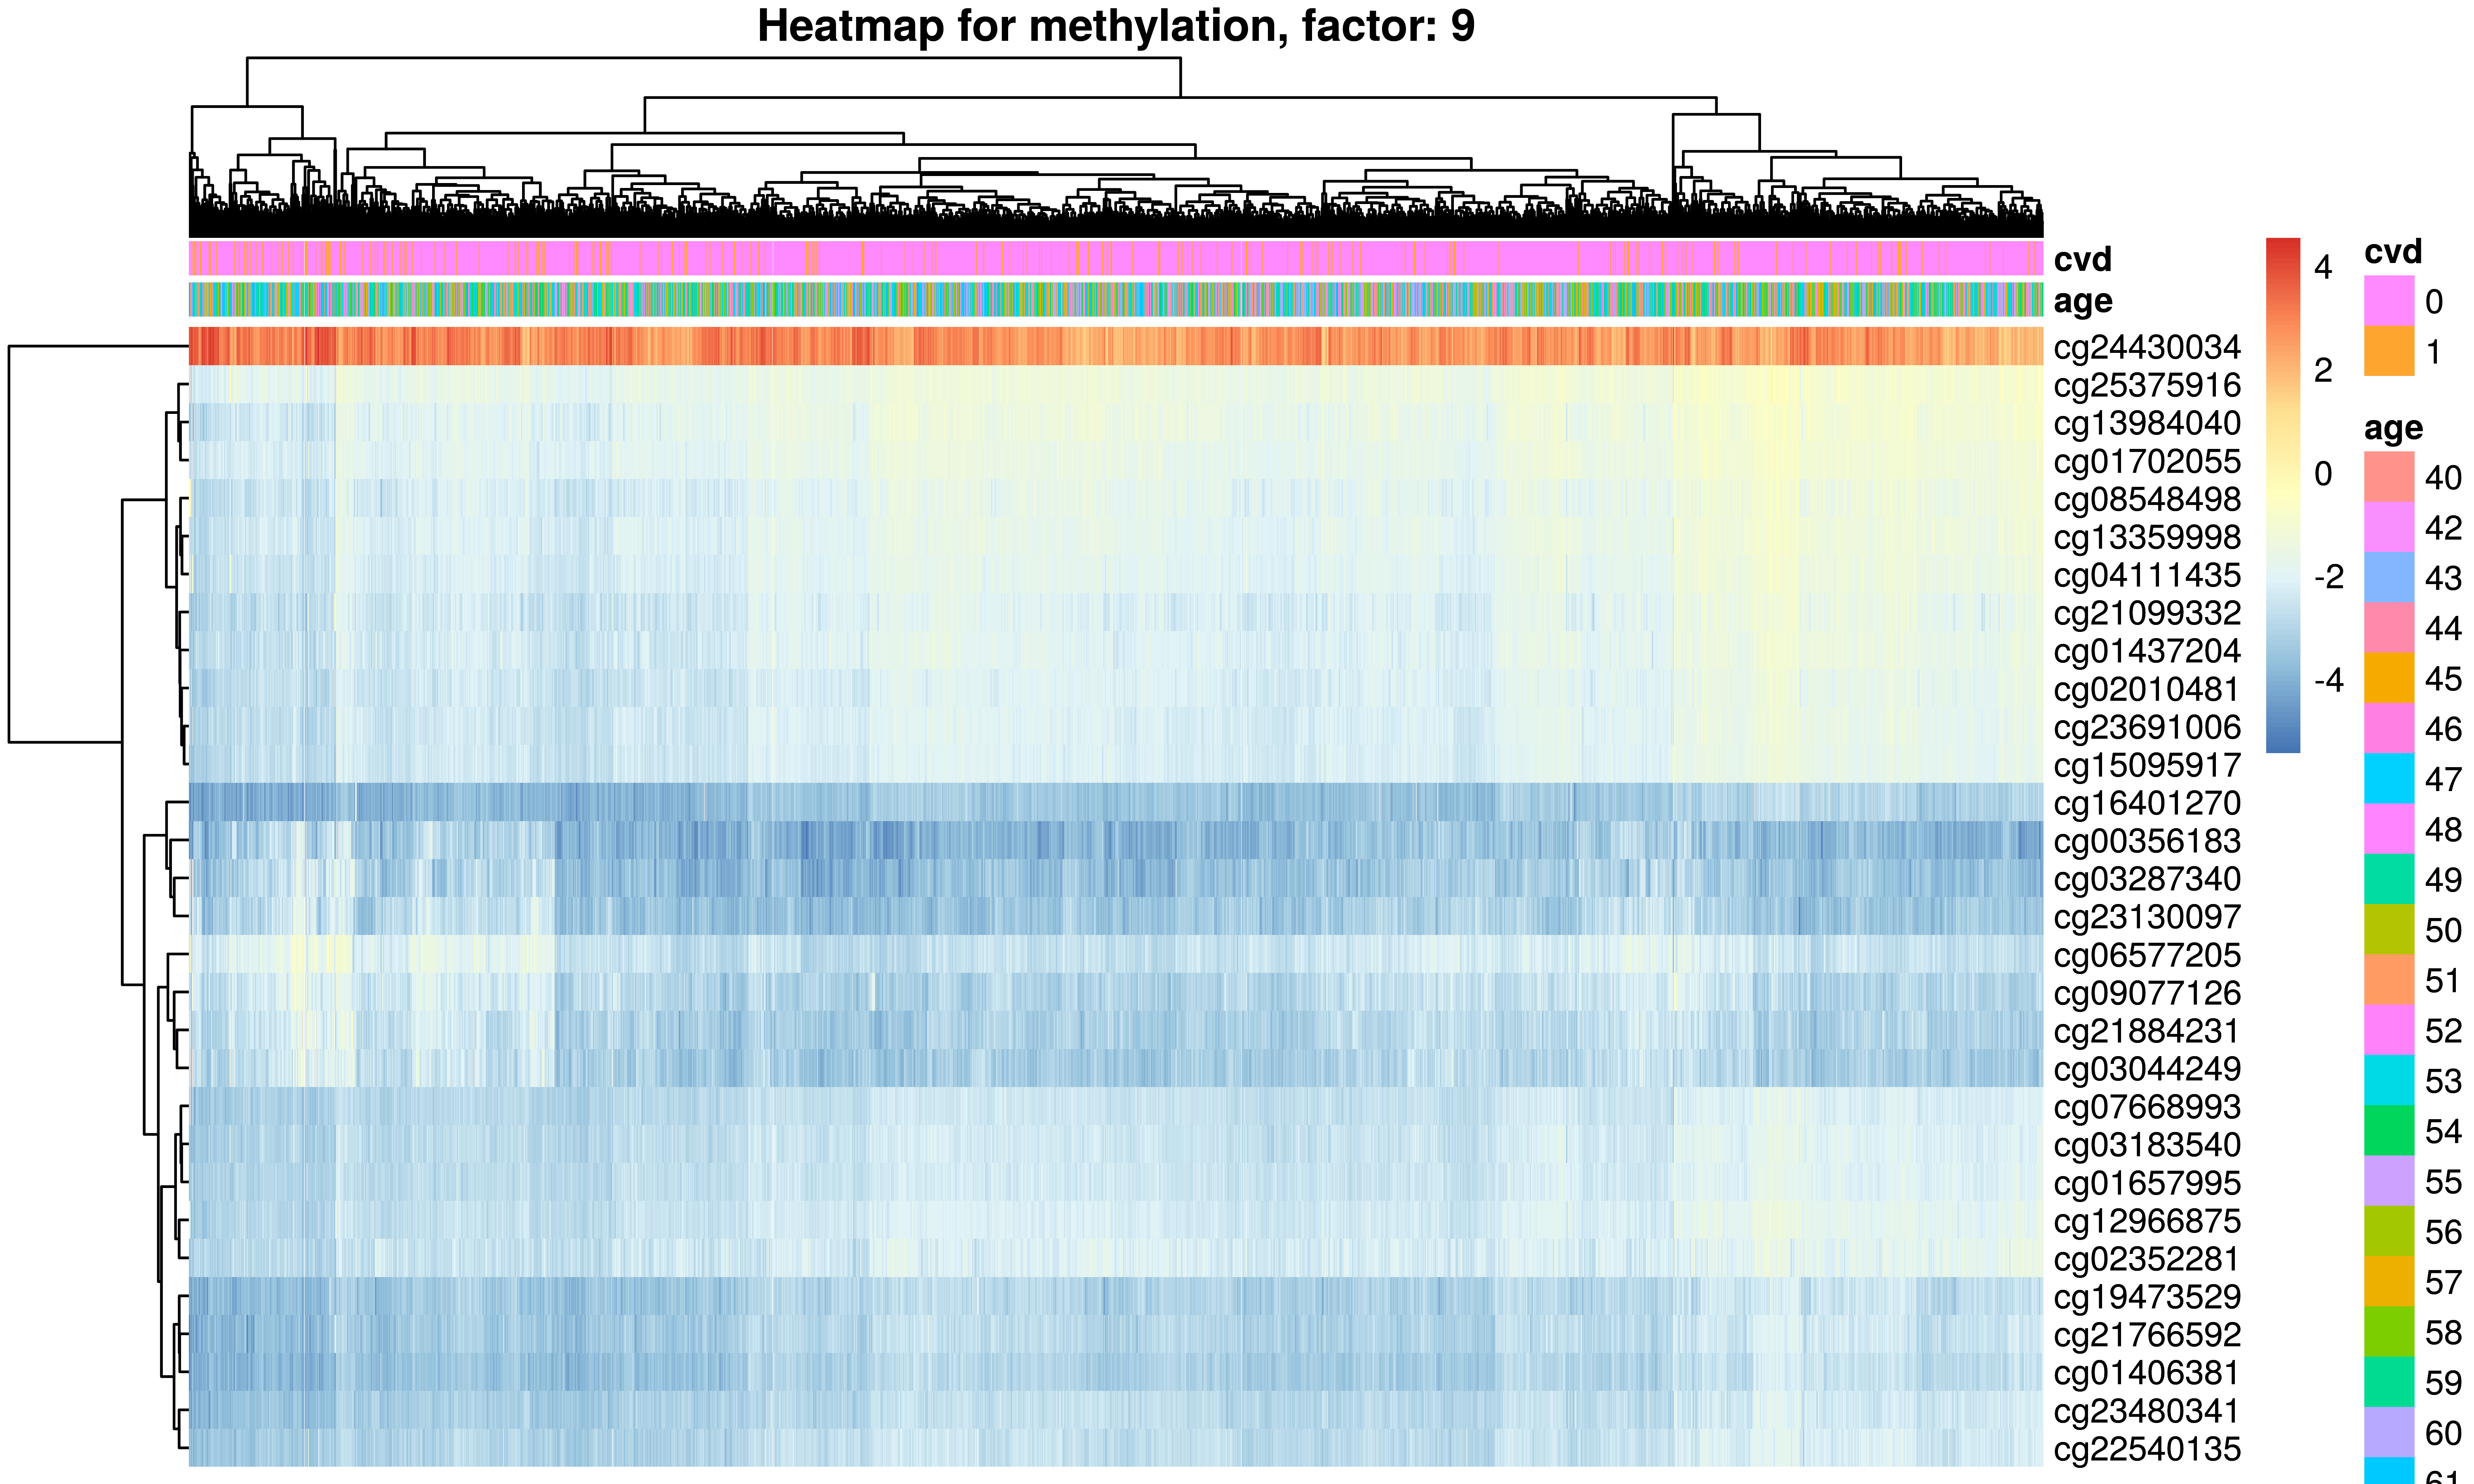 Heatmap for methylation, factor: 9
cvd
age
cg24430034
cg25375916
cg13984040
cg01702055
cg08548498
cg13359998
cg04111435
cg21099332
cg01437204
cg02010481
cg23691006
cg15095917
cg16401270
cg00356183
cg03287340
cg23130097
cg06577205
cg09077126
cg21884231
cg03044249
cg07668993
cg03183540
cg01657995
cg12966875
cg02352281
cg19473529
cg21766592
cg01406381
cg23480341
cg22540135
4
2
0
-2
-4
cvd
0
1
age
40
42
43
44
45
46
47
48
49
50
51
52
53
54
55
56
57
58
59
60
61